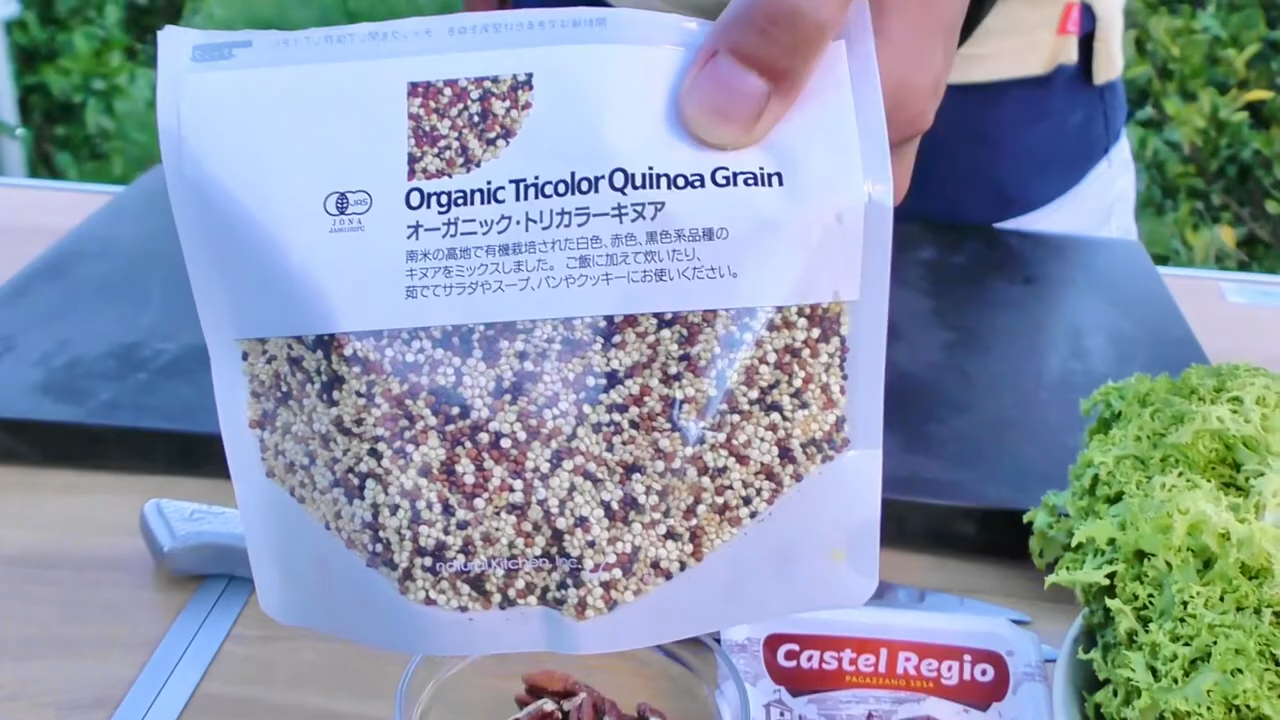 JAS
JONA
Organic Tricolor Quinoa Grain
オーガニック・トリカラーキヌア
南米の高地で有機栽培された白色、赤色、黒色系品種の
キヌアをミックスしました。ご飯に加えて炊いたり、
茹でてサラダやスープ、パンやクッキーにお使いください。
natural Kitchen, Inc.
Castel Regio
PAGAZZANO 1914